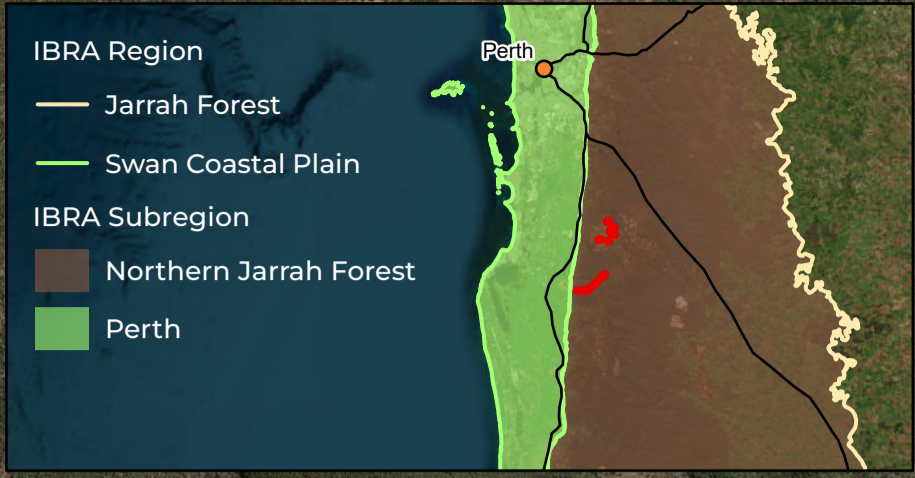 IBRA Region
Jarrah Forest
Swan Coastal Plain
IBRA Subregion
Northern Jarrah Forest
Perth
Perth